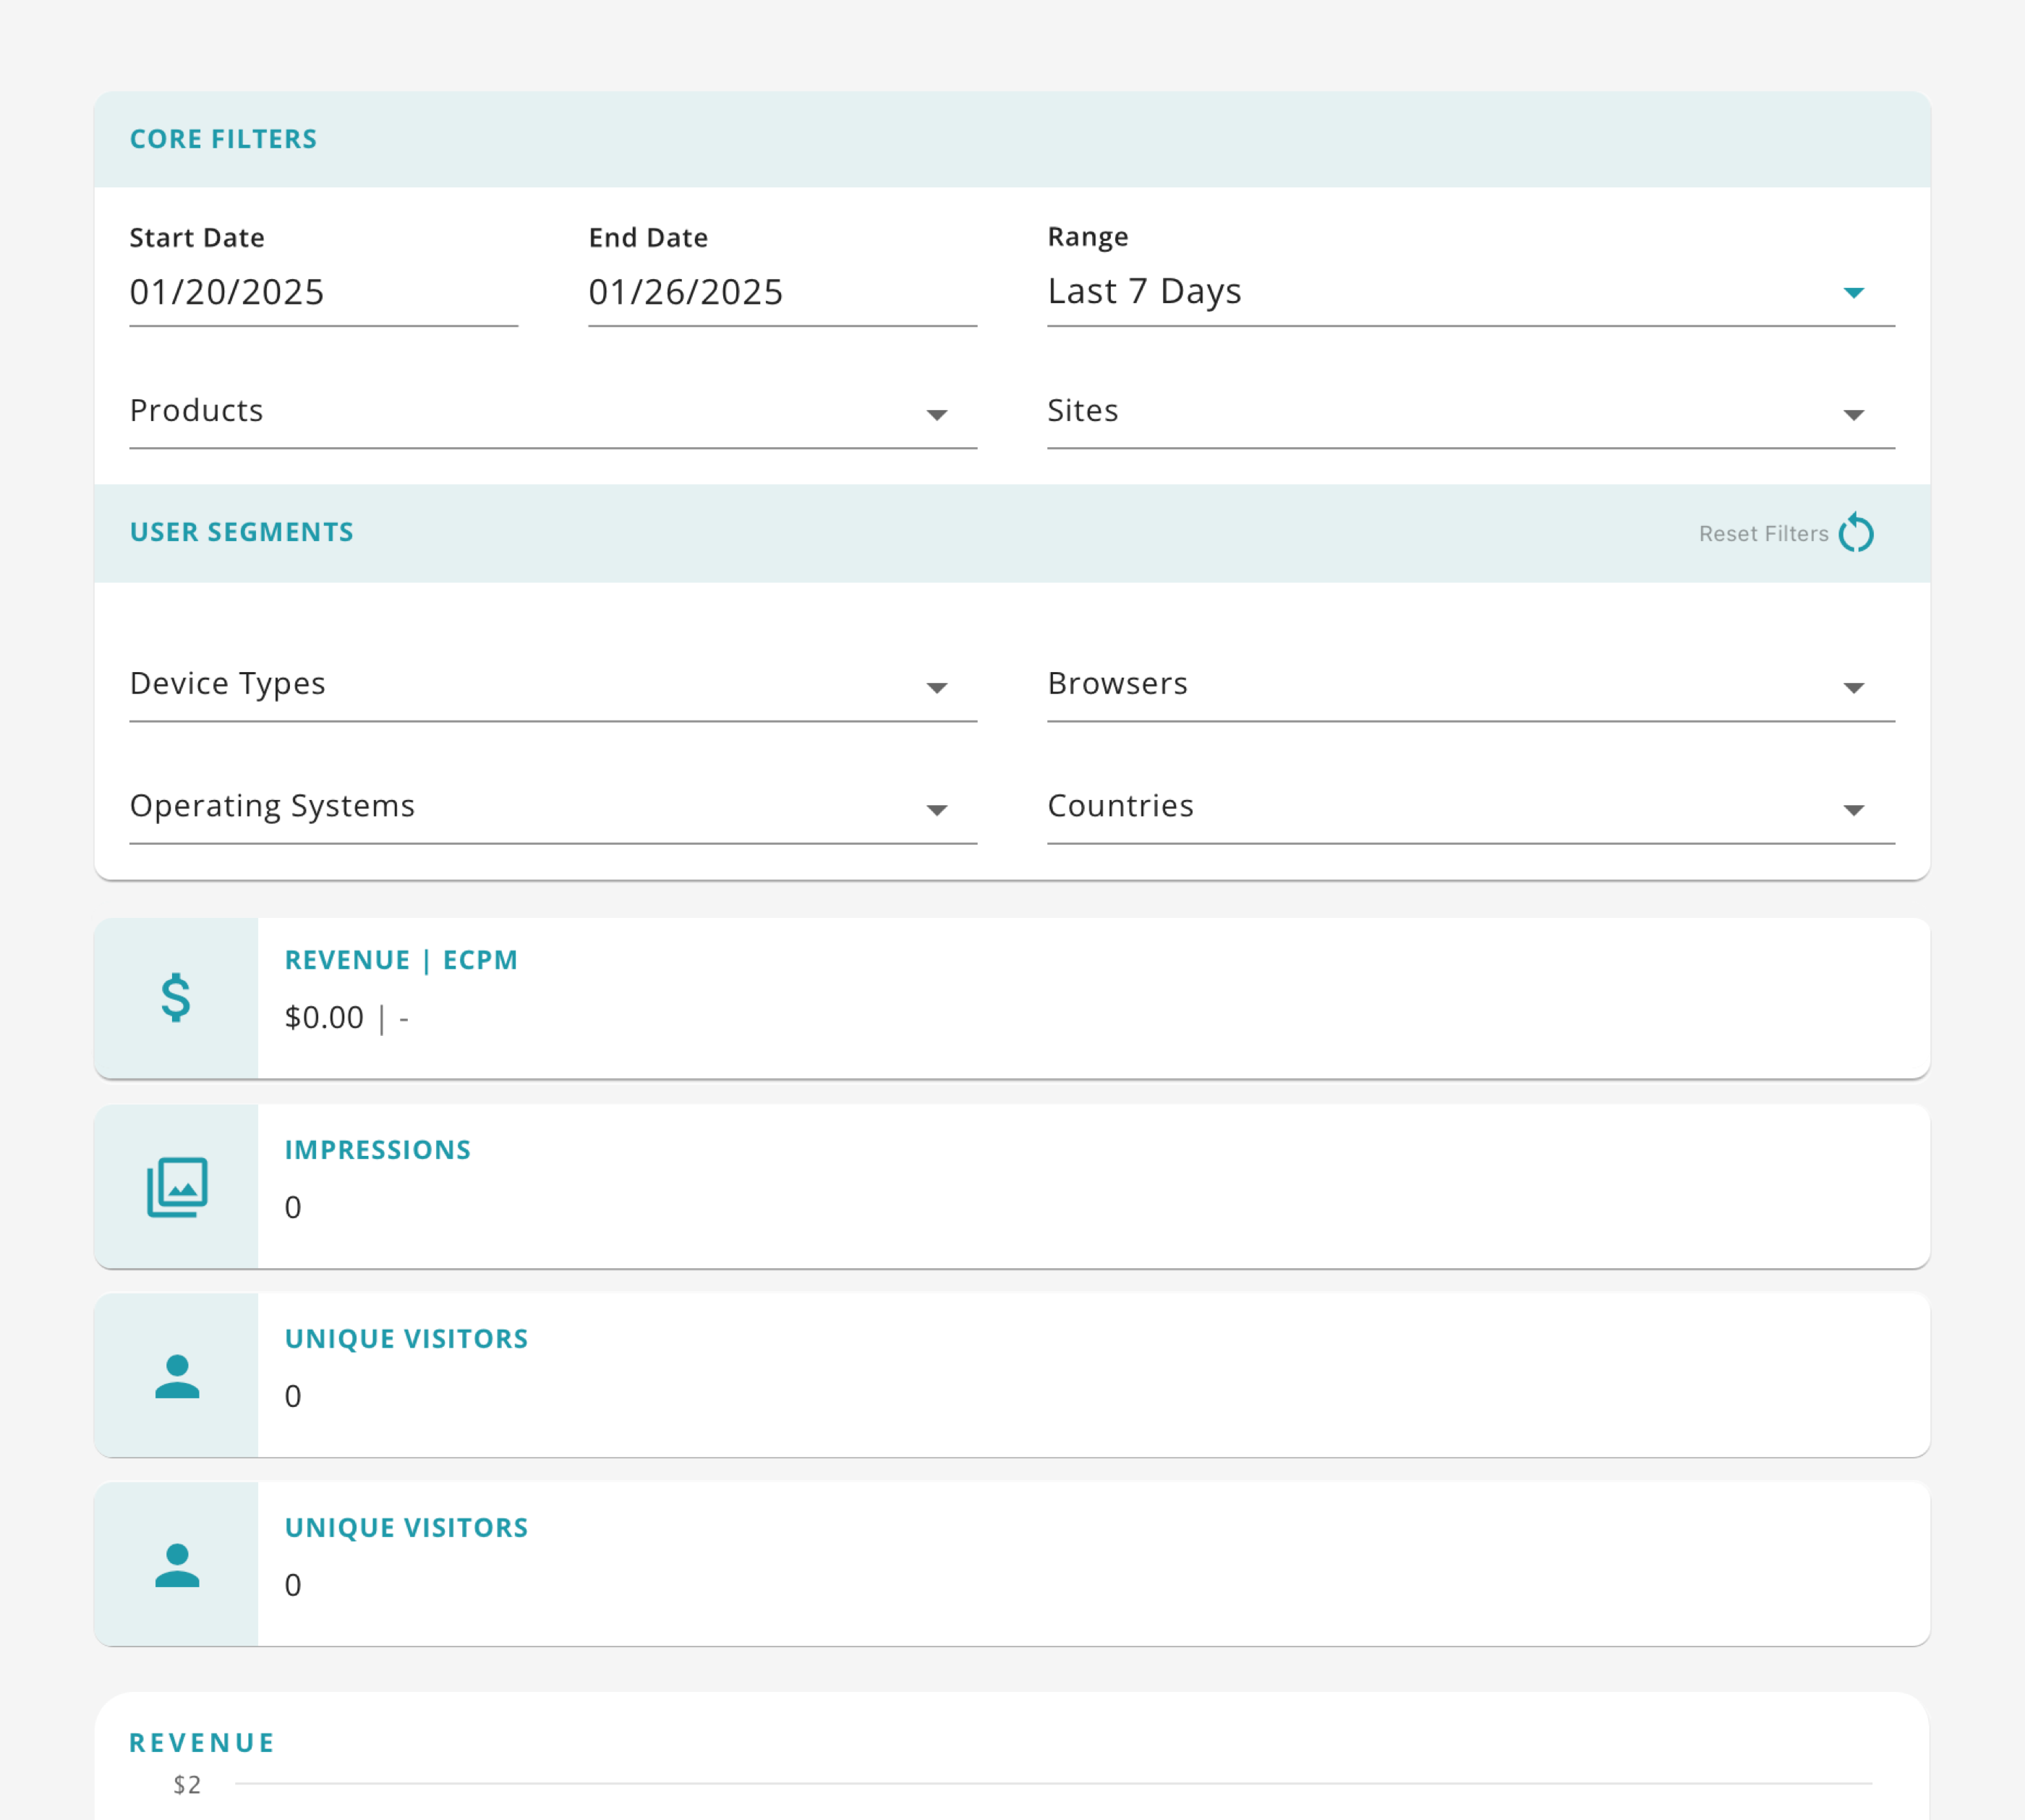 CORE FILTERS
Start Date
01/20/2025
End Date
01/26/2025
Range
Last 7 Days
Products
Sites
USER SEGMENTS
Reset Filters
Device Types
Browsers
Operating Systems
Countries
REVENUE | ECPM
$0.00 | -
IMPRESSIONS
0
UNIQUE VISITORS
0
UNIQUE VISITORS
0
REVENUE
$2